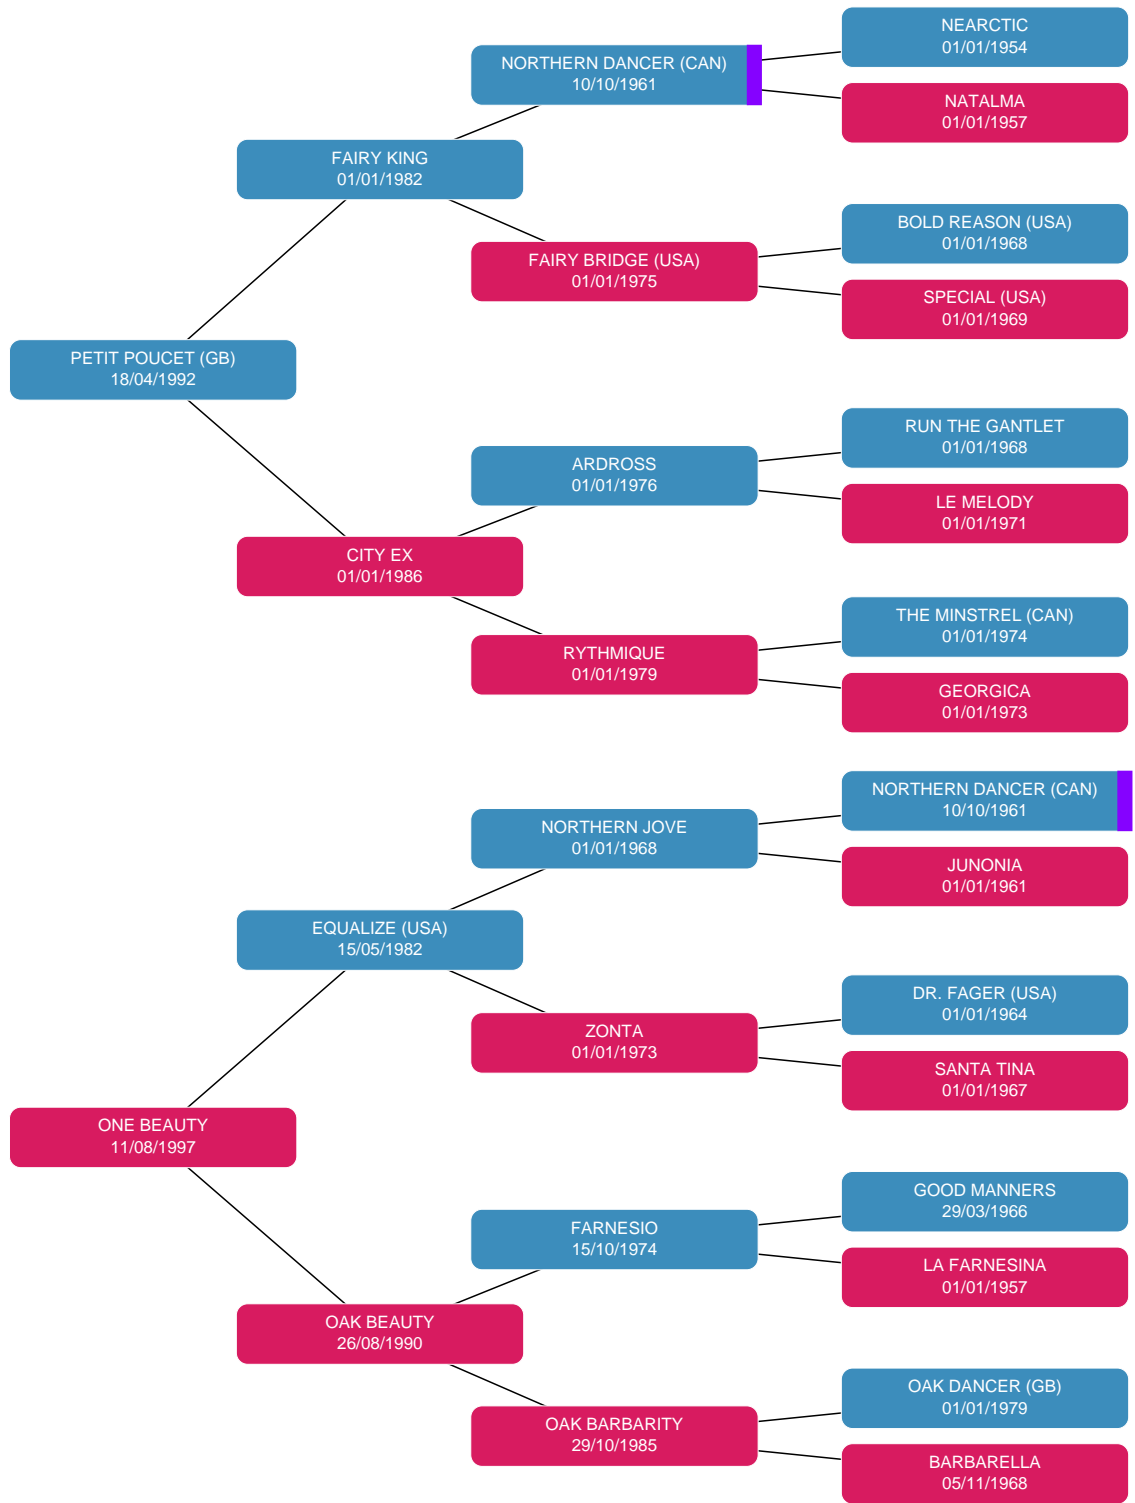 NEARCTIC
01/01/1954
NORTHERN DANCER (CAN)
10/10/1961
NATALMA
01/01/1957
FAIRY KING
01/01/1982
BOLD REASON (USA)
01/01/1968
FAIRY BRIDGE (USA)
01/01/1975
SPECIAL (USA)
01/01/1969
PETIT POUCET (GB)
18/04/1992
RUN THE GANTLET
01/01/1968
ARDROSS
01/01/1976
LE MELODY
01/01/1971
CITY EX
01/01/1986
THE MINSTREL (CAN)
01/01/1974
RYTHMIQUE
01/01/1979
GEORGICA
01/01/1973
NORTHERN DANCER (CAN)
10/10/1961
NORTHERN JOVE
01/01/1968
JUNONIA
01/01/1961
EQUALIZE (USA)
15/05/1982
DR. FAGER (USA)
01/01/1964
ZONTA
01/01/1973
SANTA TINA
01/01/1967
ONE BEAUTY
11/08/1997
GOOD MANNERS
29/03/1966
FARNESIO
15/10/1974
LA FARNESINA
01/01/1957
OAK BEAUTY
26/08/1990
OAK DANCER (GB)
01/01/1979
OAK BARBARITY
29/10/1985
BARBARELLA
05/11/1968